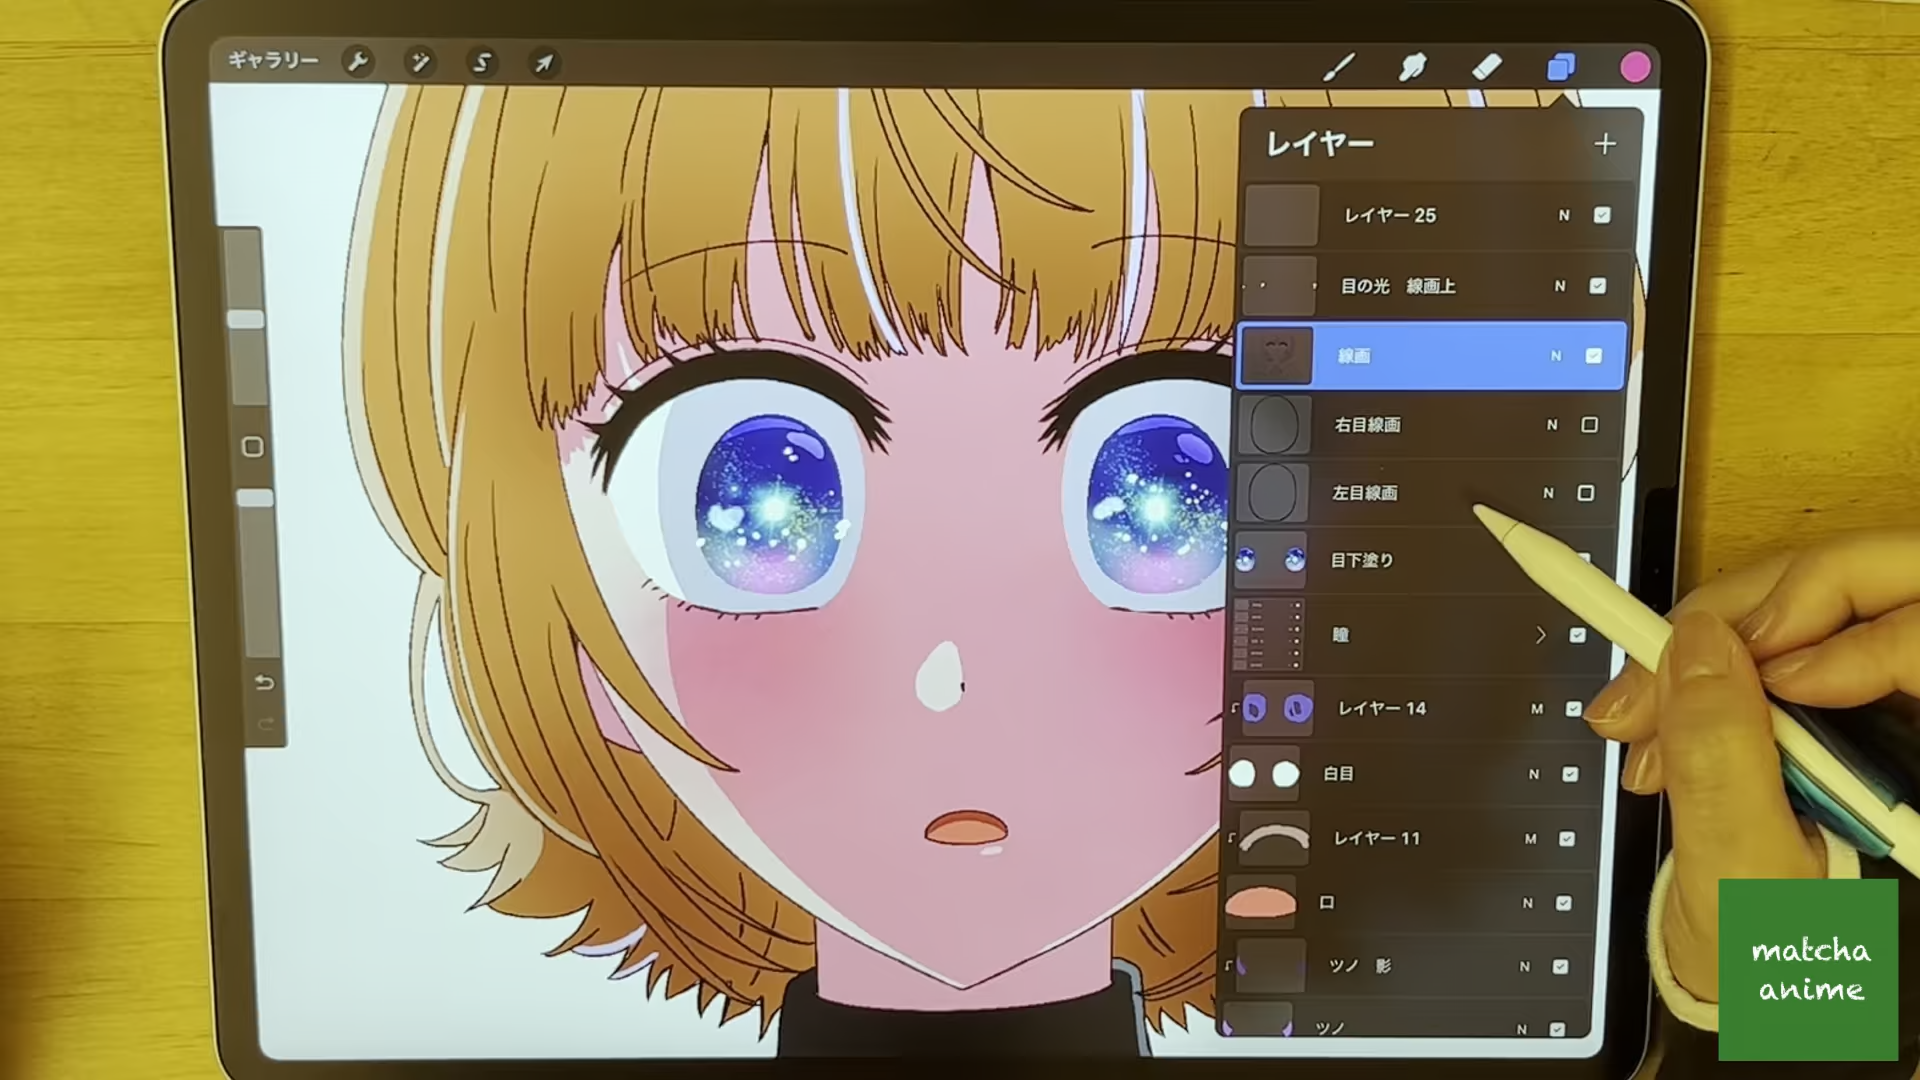 ギャラリー
レイヤー
レイヤー 25 N
目の光 線画上 N
線画 N
右目線画 N
左目線画 N
目下塗り
瞳
レイヤー 14 M
白目 N
レイヤー 11 M
口 N
ツノ 影 N
ツノ N
matcha
anime